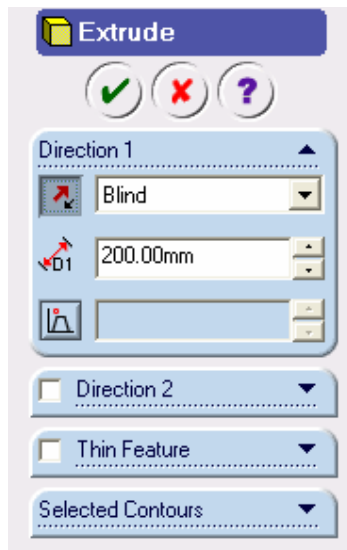 Extrude
?
Direction 1
Blind
D1
200.00mm
Direction 2
Thin Feature
Selected Contours